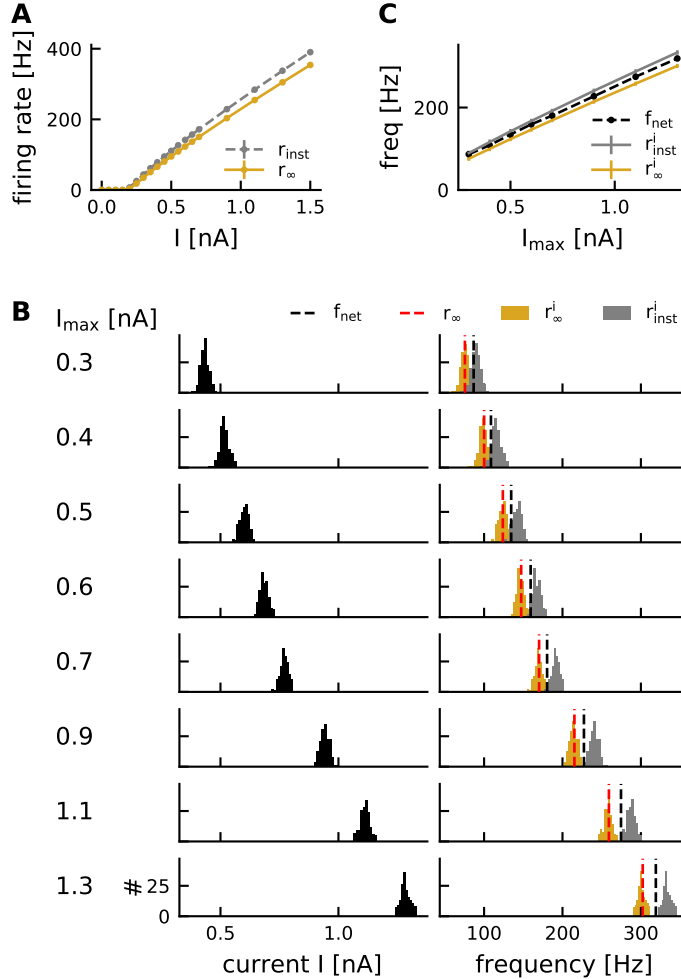 A
C
firing rate [Hz]
400
200
0
r_inst
r_∞
0.0 0.5 1.0 1.5
I [nA]
freq [Hz]
200
0
f_net
r^i_inst
r^i_∞
0.5 1.0
I_max [nA]
B
I_max [nA]
f_net r_∞ r^i_∞ r^i_inst
0.3
0.4
0.5
0.6
0.7
0.9
1.1
1.3
# 25
0
0.5 1.0
current I [nA]
100 200 300
frequency [Hz]